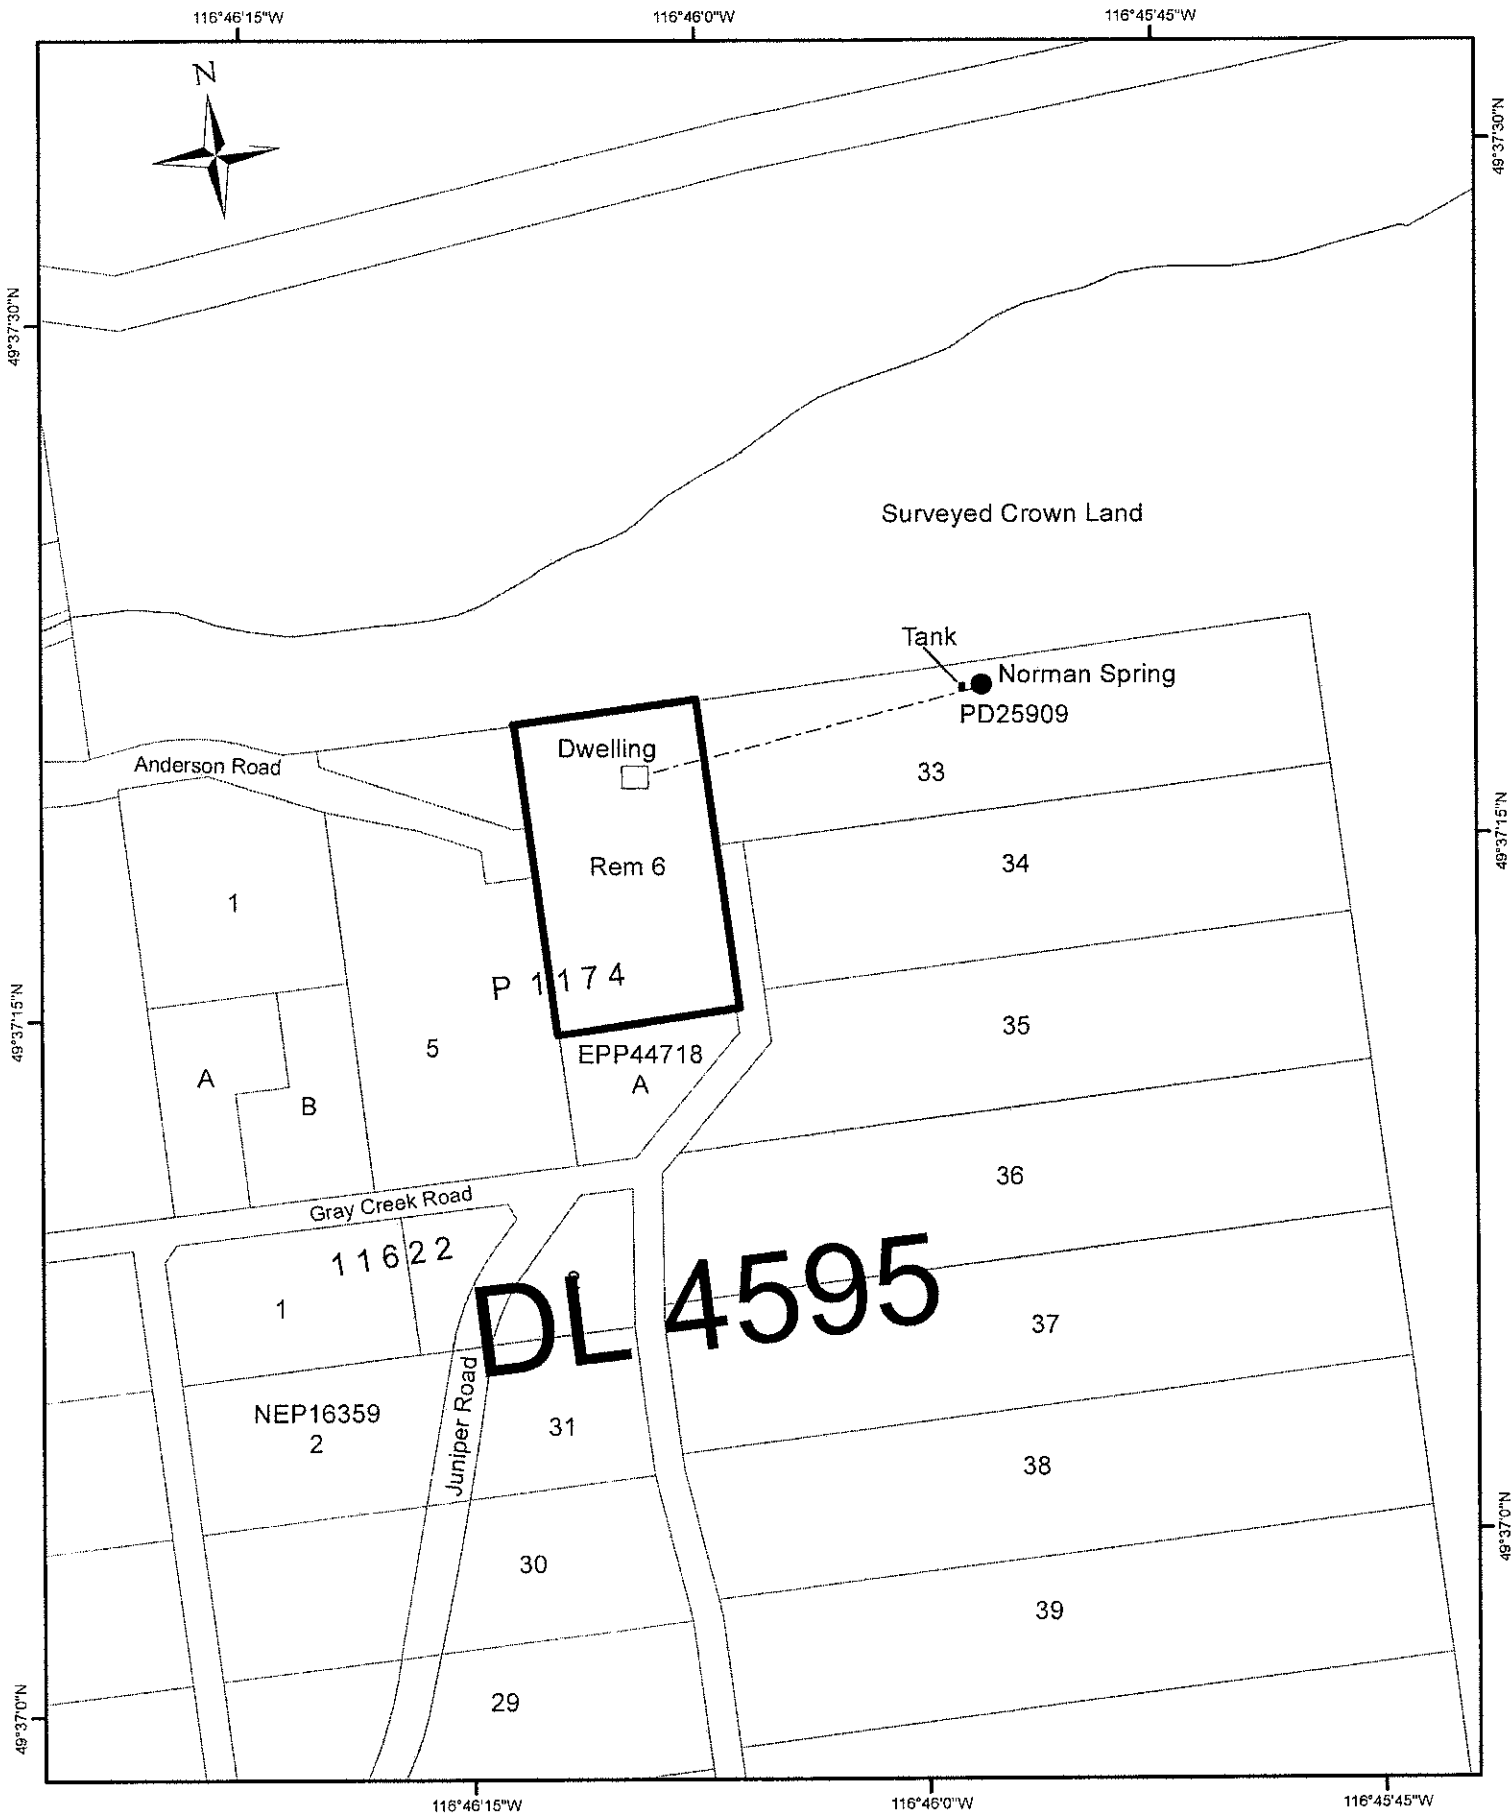 116°46'15"W
116°46'0"W
116°45'45"W
N
49°37'30"N
49°37'30"N
Surveyed Crown Land
Tank
Norman Spring
PD25909
Dwelling
Anderson Road
33
49°37'15"N
34
Rem 6
1
P 1174
49°37'15"N
35
5
EPP44718
A
A
B
36
Gray Creek Road
11622
DL 4595
1
37
NEP16359
2
Juniper Road
31
38
49°37'0"N
30
39
29
49°37'0"N
116°46'15"W
116°46'0"W
116°45'45"W